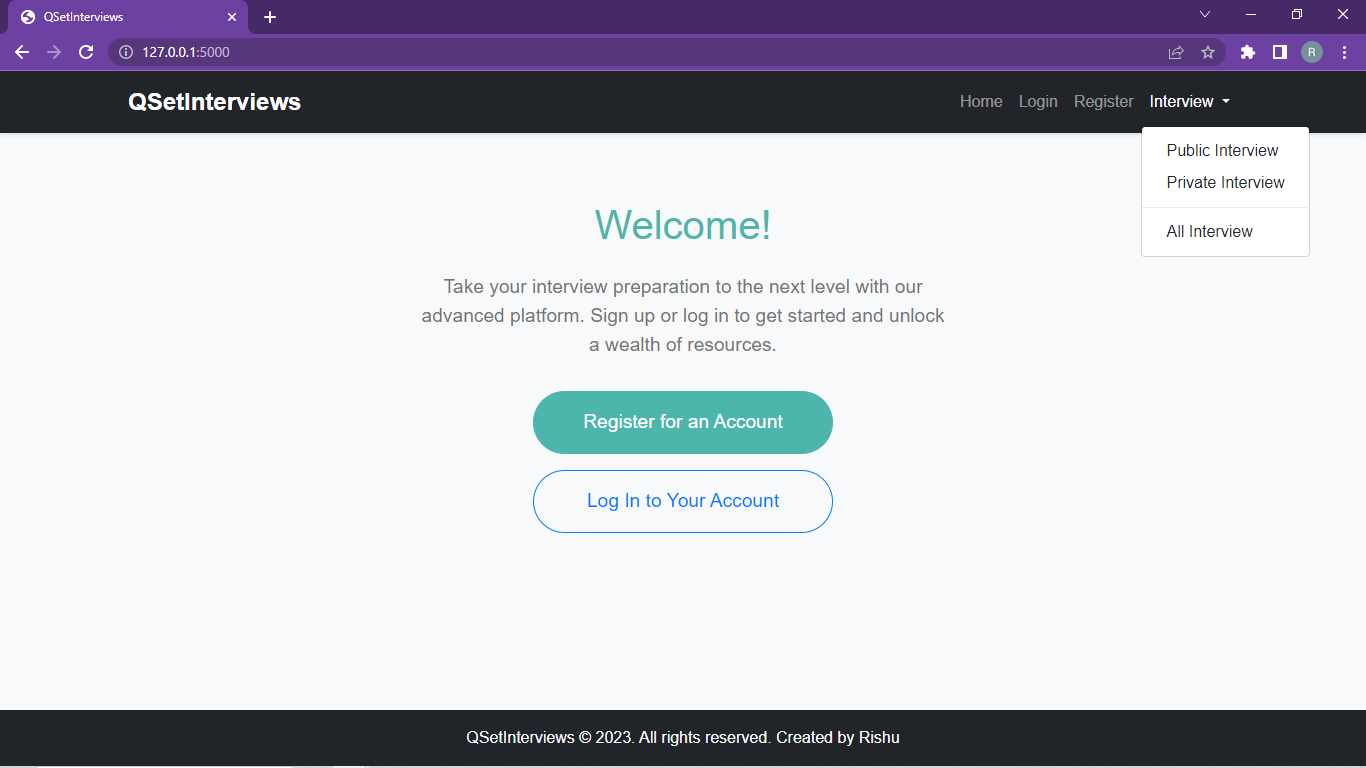 QSetInterviews
127.0.0.1:5000
R
QSetInterviews
Home Login Register Interview
Public Interview
Private Interview
All Interview
Welcome!
Take your interview preparation to the next level with our
advanced platform. Sign up or log in to get started and unlock
a wealth of resources.
Register for an Account
Log In to Your Account
QSetInterviews © 2023. All rights reserved. Created by Rishu